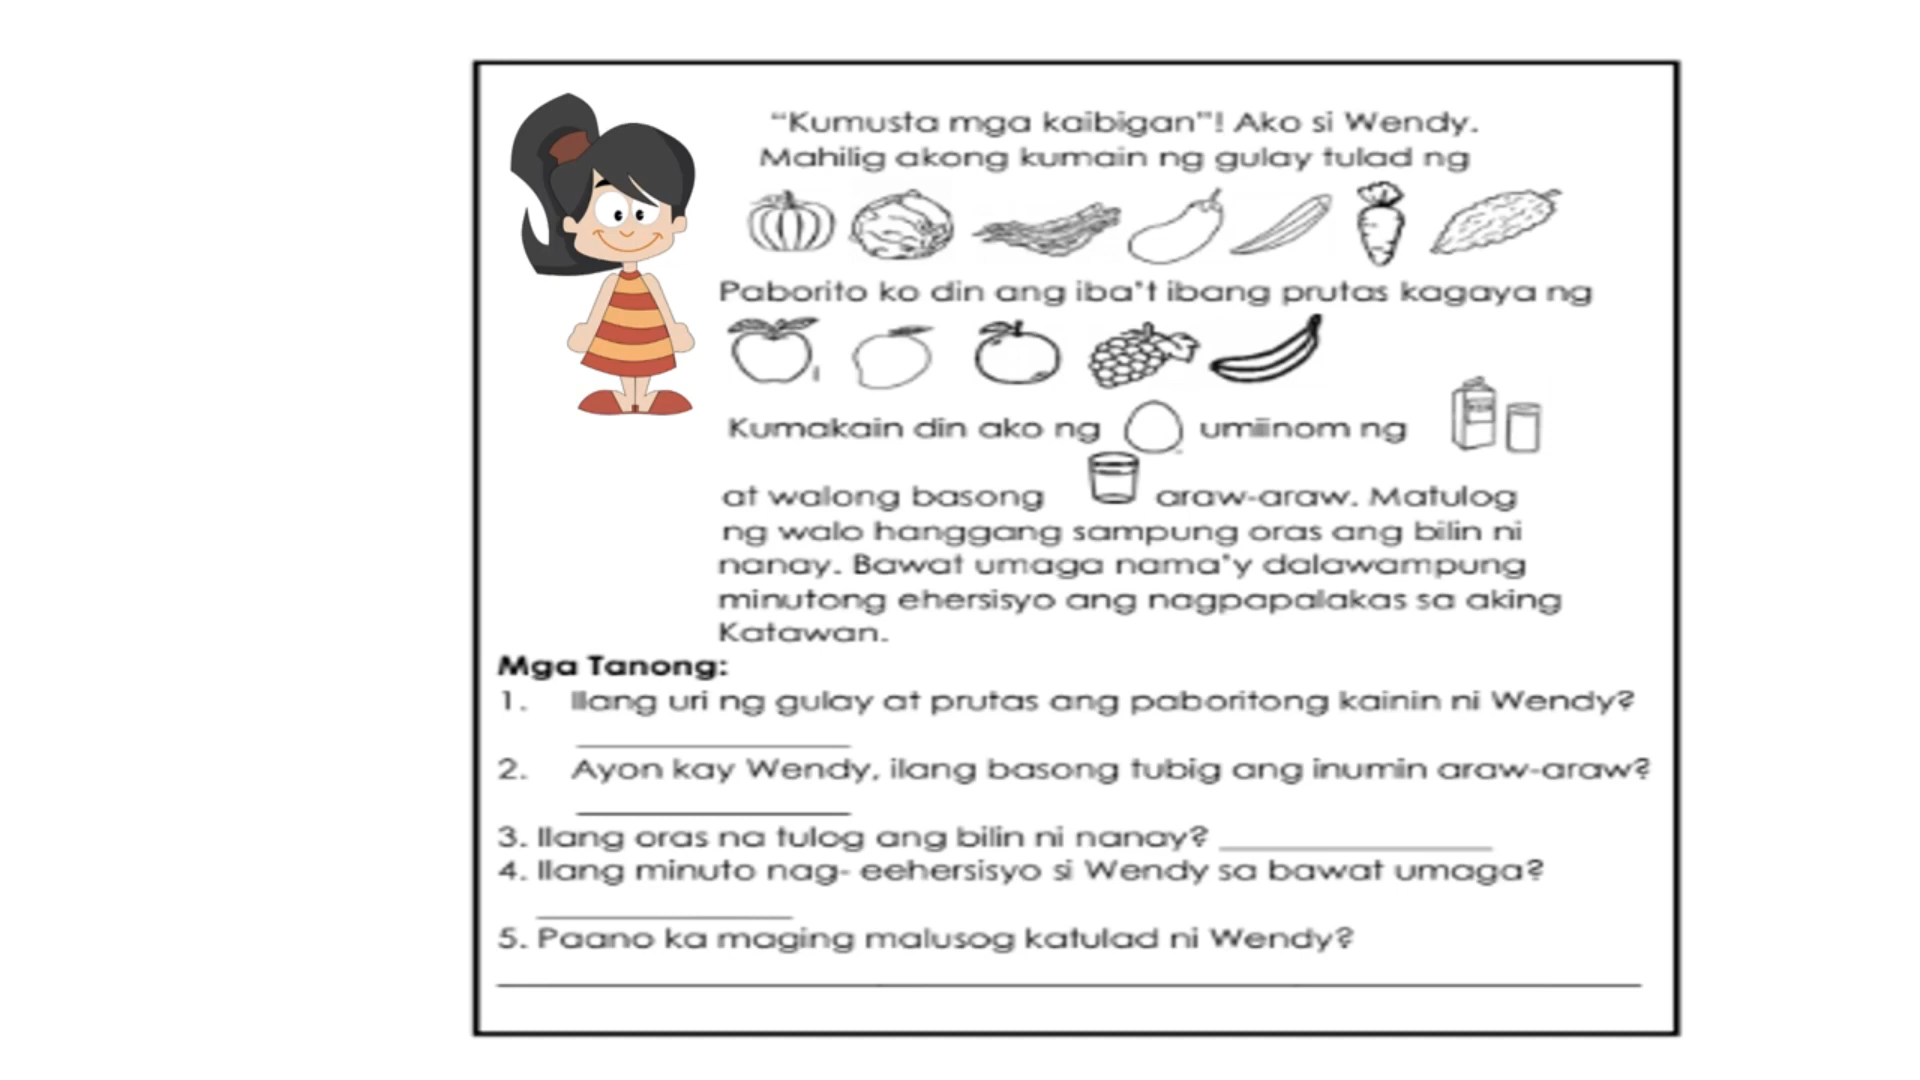 “Kumusta mga kaibigan”! Ako si Wendy.
Mahilig akong kumain ng gulay tulad ng
Paborito ko din ang iba't ibang prutas kagaya ng
Kumakain din ako ng umiinom ng
at walong basong araw-araw. Matulog
ng walo hanggang sampung oras ang bilin ni
nanay. Bawat umaga nama'y dalawampung
minutong ehersisyo ang nagpapalakas sa aking
Katawan.
Mga Tanong:
1. Ilang uri ng gulay at prutas ang paboritong kainin ni Wendy?
2. Ayon kay Wendy, ilang basong tubig ang inumin araw-araw?
3. Ilang oras na tulog ang bilin ni nanay?
4. Ilang minuto nag- eehersisyo si Wendy sa bawat umaga?
5. Paano ka maging malusog katulad ni Wendy?